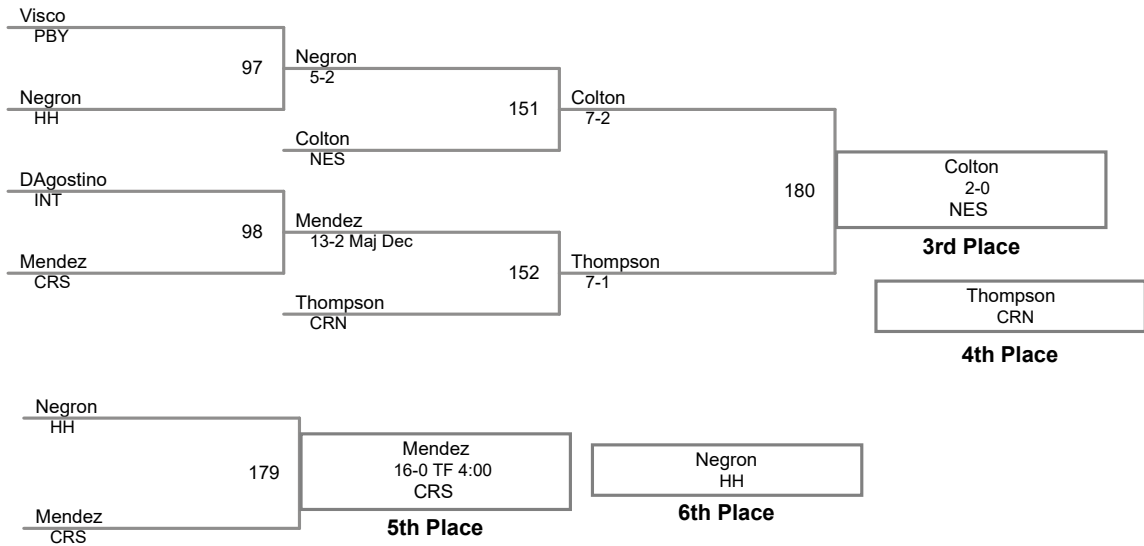 Visco
PBY
97
Negron
5-2
Negron
HH
151
Colton
7-2
Colton
NES
DAgostino
INT
180
Colton
2-0
NES
3rd Place
98
Mendez
13-2 Maj Dec
Mendez
CRS
152
Thompson
7-1
Thompson
CRN
Thompson
CRN
4th Place
Negron
HH
179
Mendez
16-0 TF 4:00
CRS
5th Place
Negron
HH
6th Place
Mendez
CRS